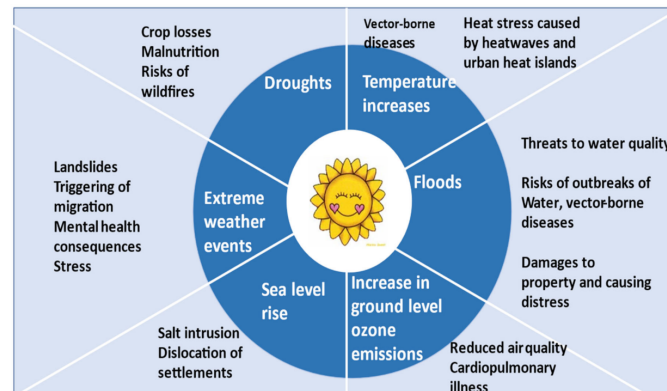 Crop losses
Malnutrition
Risks of
wildfires
Vector-borne
diseases
Heat stress caused
by heatwaves and
urban heat islands
Droughts
Temperature
increases
Threats to water quality
Risks of outbreaks of
Water, vector-borne
diseases
Damages to
property and causing
distress
Landslides
Triggering of
migration
Mental health
consequences
Stress
Extreme
weather
events
Floods
Sea level
rise
Increase in
ground level
ozone
emissions
Salt intrusion
Dislocation of
settlements
Reduced air quality
Cardiopulmonary
illness